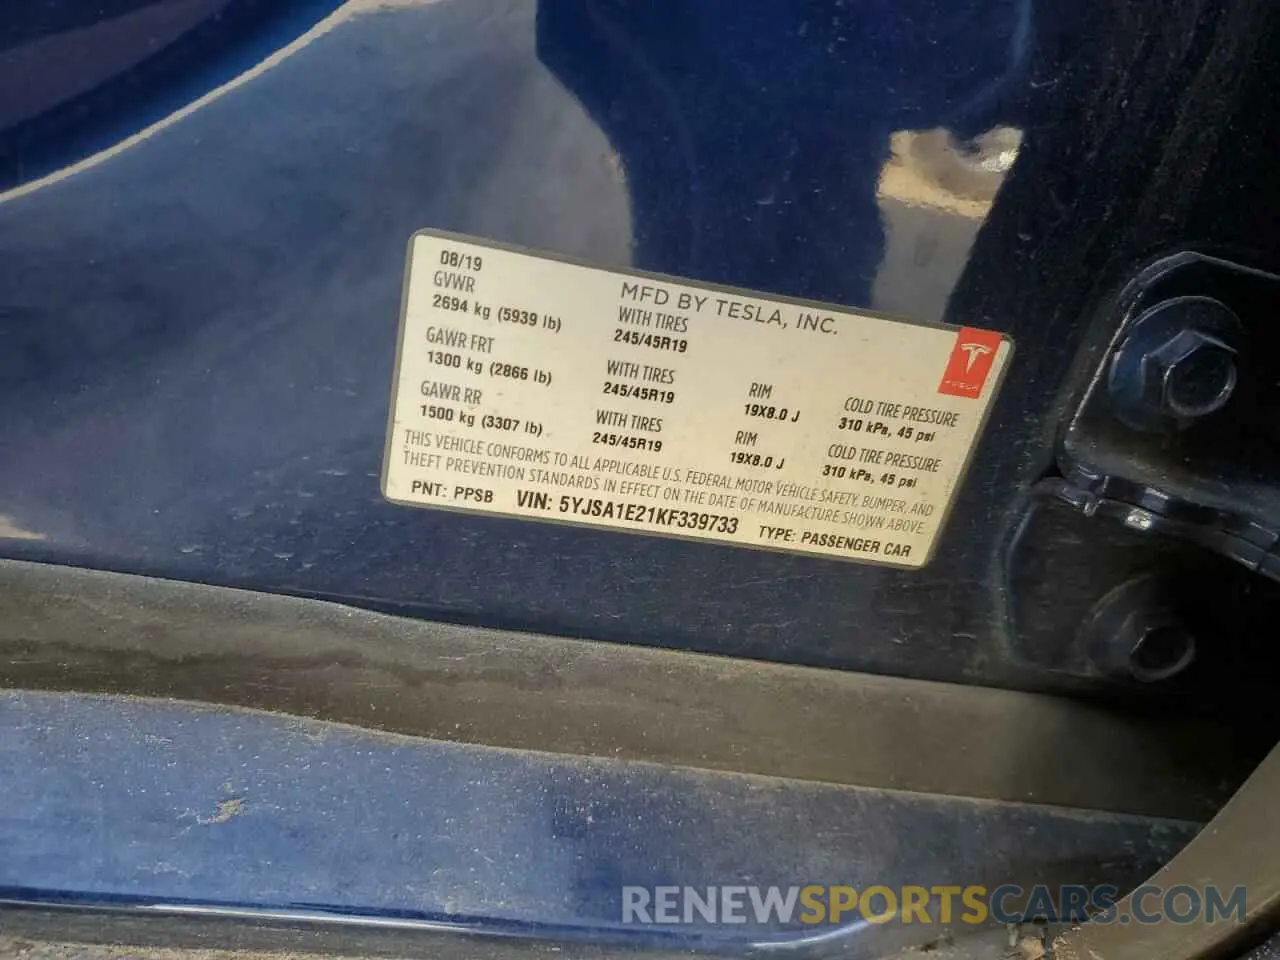 08/19
MFD BY TESLA, INC.
GVWR
2694 kg (5939 lb)
WITH TIRES
245/45R19
TESLA
GAWR FRT
1300 kg (2866 lb)
WITH TIRES
245/45R19
RIM
19X8.0 J
COLD TIRE PRESSURE
310 kPa, 45 psi
GAWR RR
1500 kg (3307 lb)
WITH TIRES
245/45R19
RIM
19X8.0 J
COLD TIRE PRESSURE
310 kPa, 45 psi
THIS VEHICLE CONFORMS TO ALL APPLICABLE U.S. FEDERAL MOTOR VEHICLE SAFETY, BUMPER, AND
THEFT PREVENTION STANDARDS IN EFFECT ON THE DATE OF MANUFACTURE SHOWN ABOVE.
PNT: PPSB VIN: 5YJSA1E21KF339733 TYPE: PASSENGER CAR
RENEWSPORTSCARS.COM